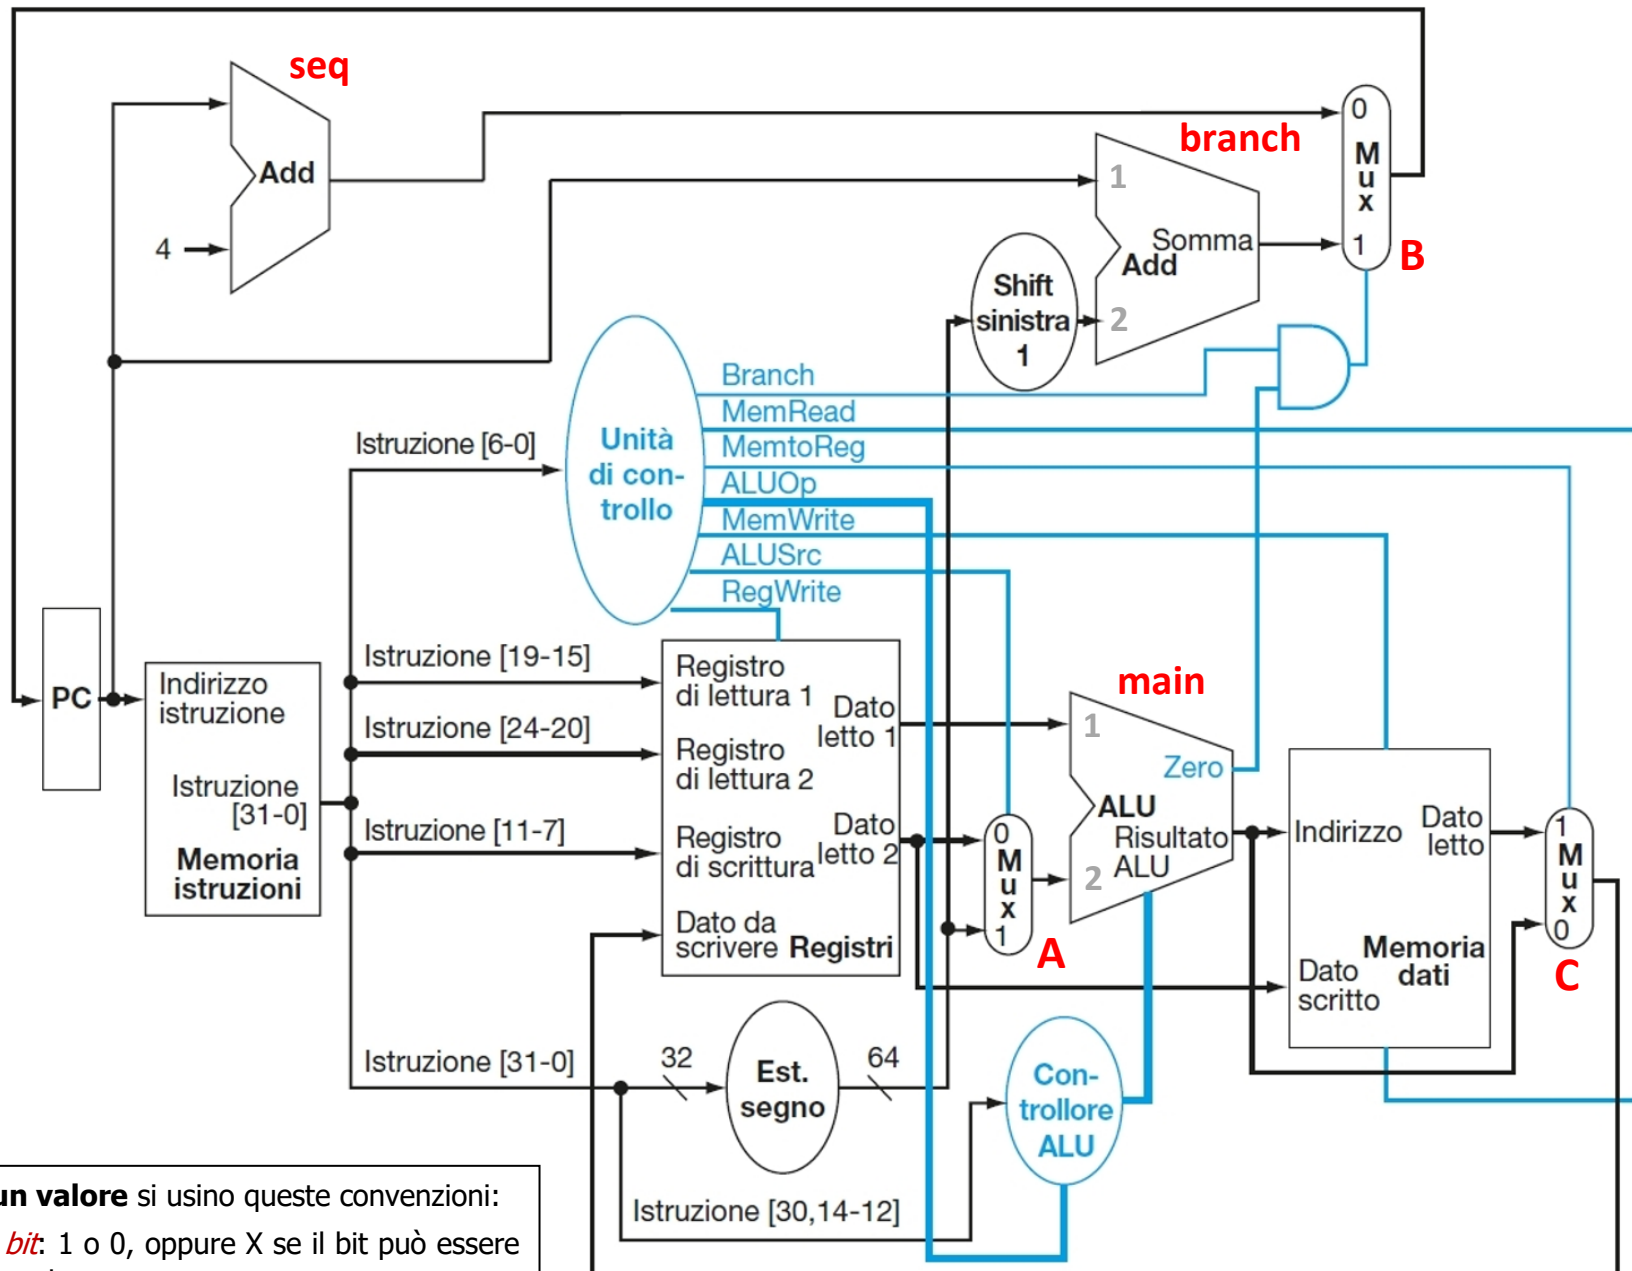 seq
Add
4
branch
1
Somma
Add
2
0
M
u
x
1
B
Shift
sinistra
1
Branch
MemRead
MemtoReg
ALUOp
MemWrite
ALUSrc
RegWrite
Unità
di con-
trollo
Istruzione [6-0]
PC
Indirizzo
istruzione
Istruzione
[31-0]
Memoria
istruzioni
Istruzione [19-15]
Istruzione [24-20]
Istruzione [11-7]
Istruzione [31-0]
Registro
di lettura 1
Dato
letto 1
Registro
di lettura 2
Registro
di scrittura
Dato
letto 2
Dato da
scrivere
Registri
0
M
u
x
1
A
main
1
Zero
ALU
Risultato
ALU
2
Indirizzo
Dato
letto
Memoria
dati
Dato
scritto
1
M
u
x
0
C
32
Est.
segno
64
Con-
trollore
ALU
Istruzione [30,14-12]
un valore si usino queste convenzioni:
bit: 1 o 0, oppure X se il bit può essere